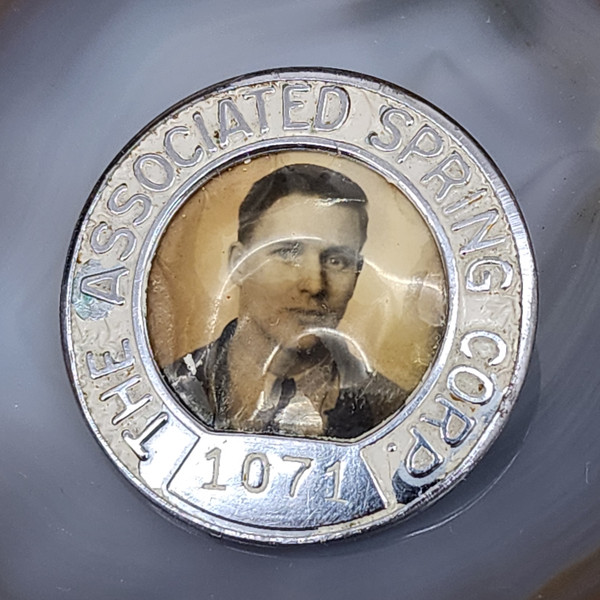 THE ASSOCIATED SPRING CORP
1071